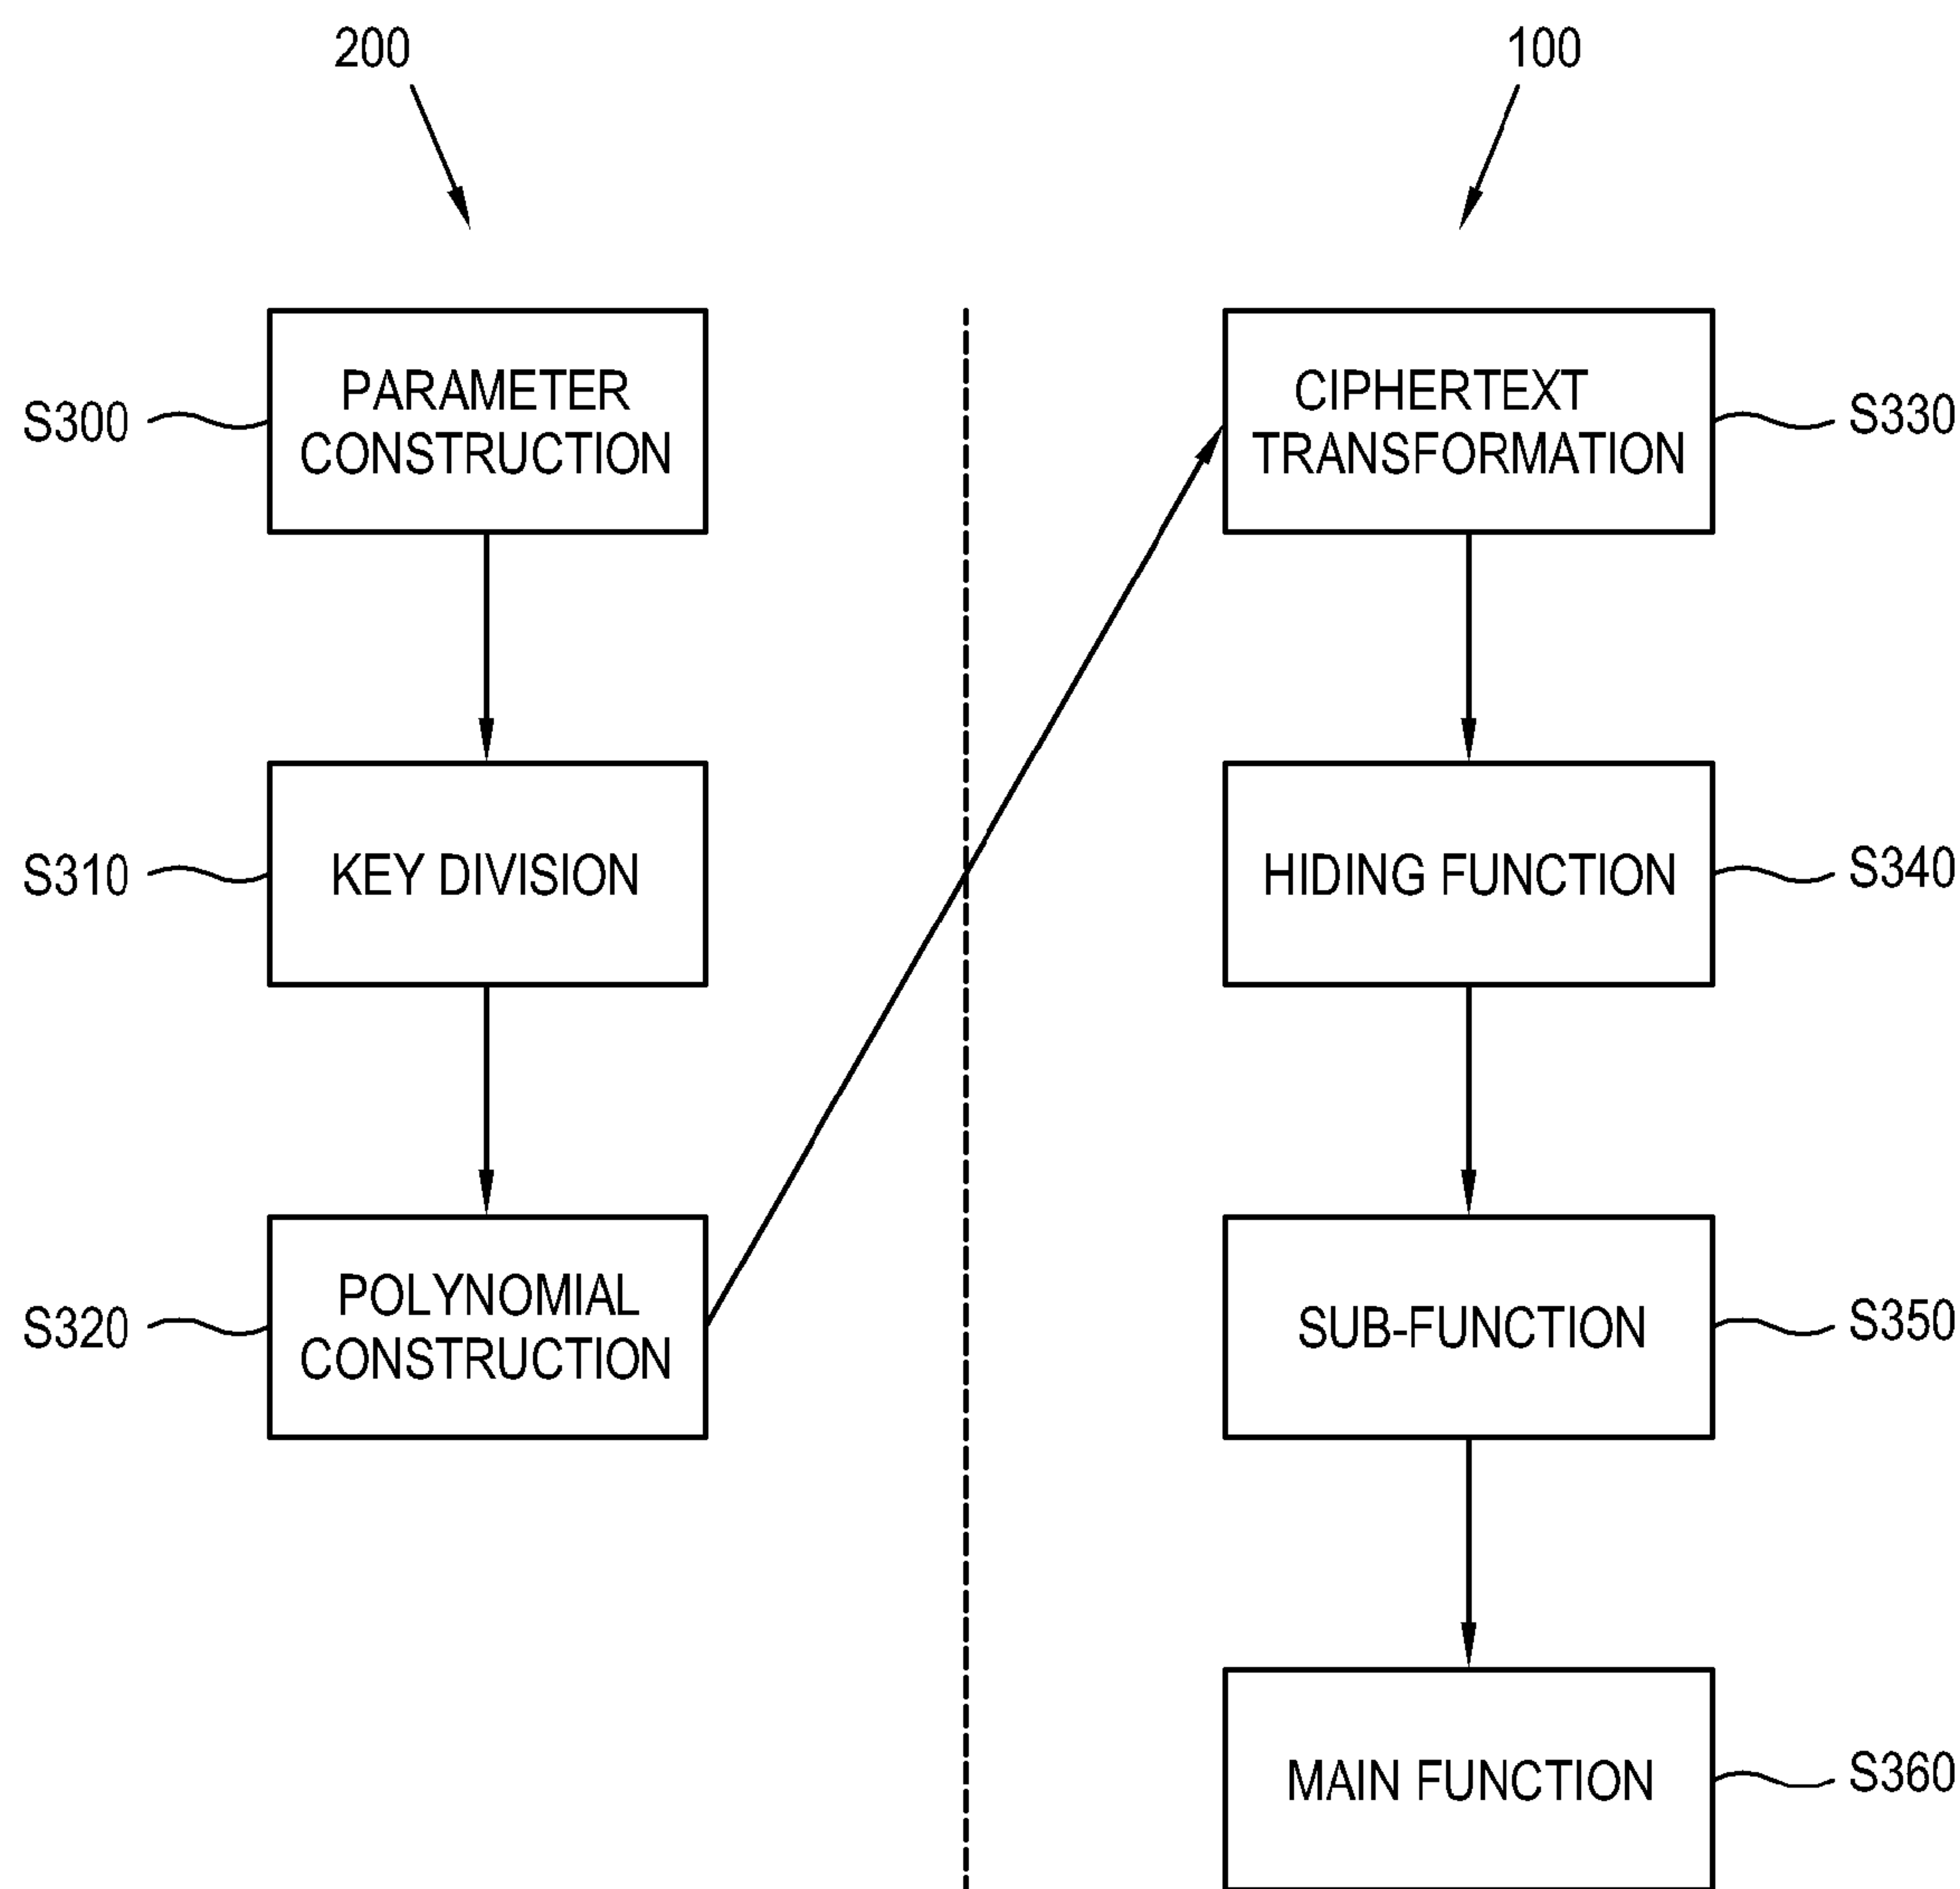 200
100
S300
PARAMETER
CONSTRUCTION
CIPHERTEXT
TRANSFORMATION
S330
S310
KEY DIVISION
HIDING FUNCTION
S340
S320
POLYNOMIAL
CONSTRUCTION
SUB-FUNCTION
S350
MAIN FUNCTION
S360